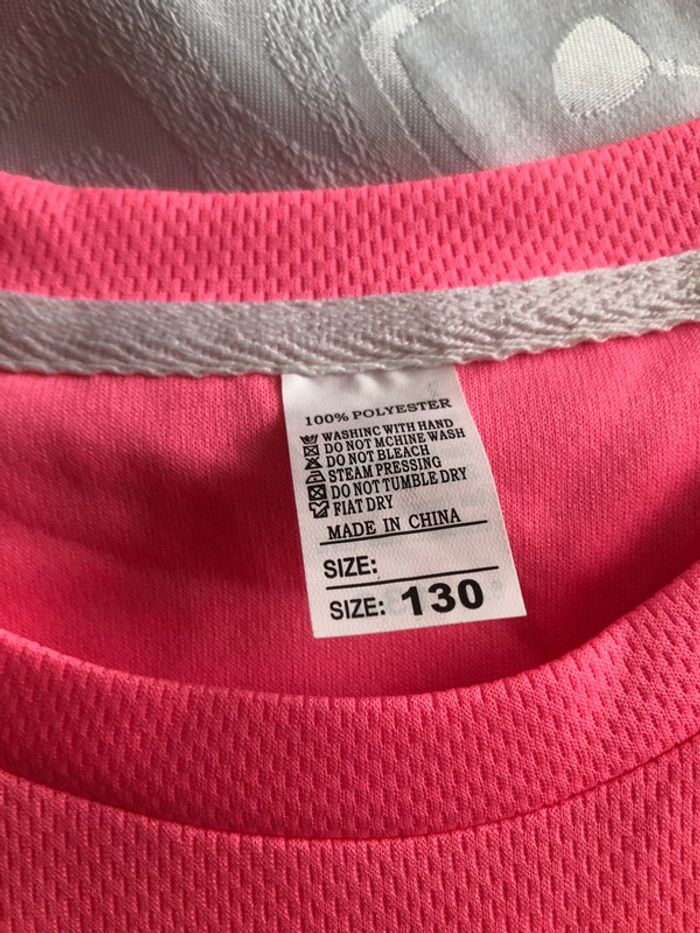 100% POLYESTER
WASHINC WITH HAND
DO NOT MCHINE WASH
DO NOT BLEACH
STEAM PRESSING
DO NOT TUMBLE DRY
FIAT DRY
MADE IN CHINA
SIZE:
SIZE: 130